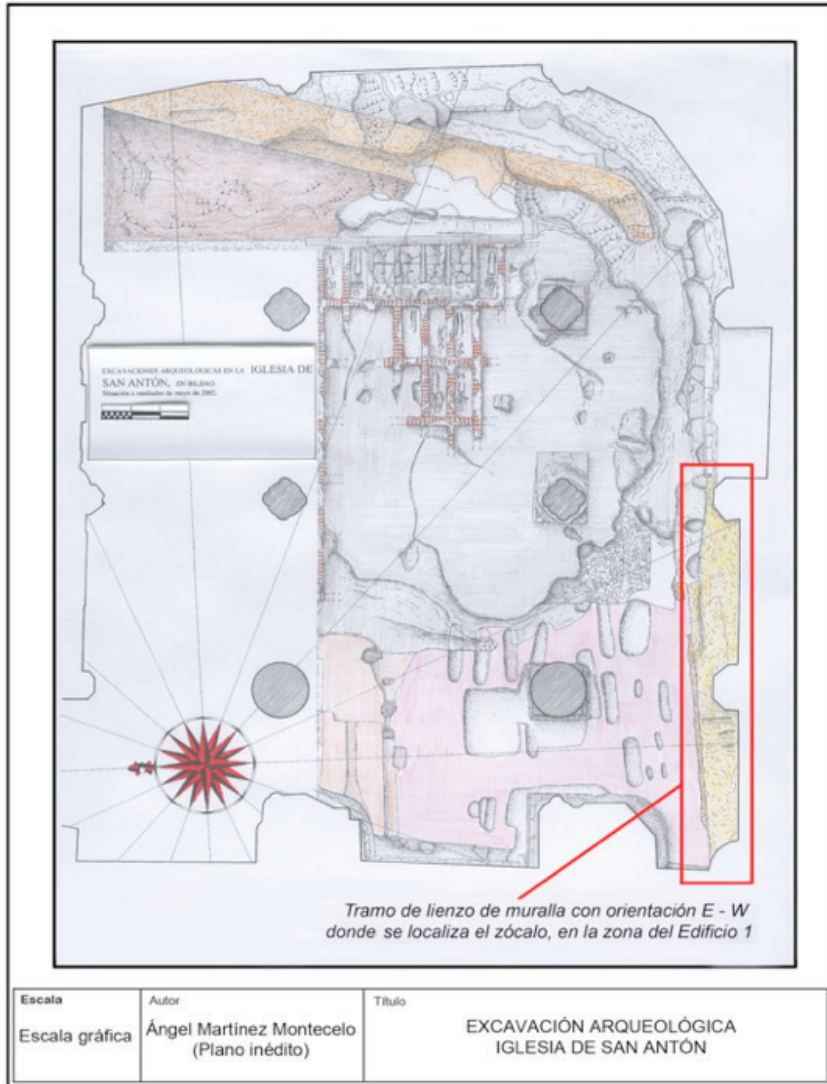 EXCAVACIONES ARQUEOLÓGICAS EN LA IGLESIA DE
SAN ANTÓN, EN BILBAO.
Situación a mediados de mayo de 2002.
Tramo de lienzo de muralla con orientación E - W
donde se localiza el zócalo, en la zona del Edificio 1
Escala
Escala gráfica
Autor
Ángel Martínez Montecelo
(Plano inédito)
Título
EXCAVACIÓN ARQUEOLÓGICA
IGLESIA DE SAN ANTÓN